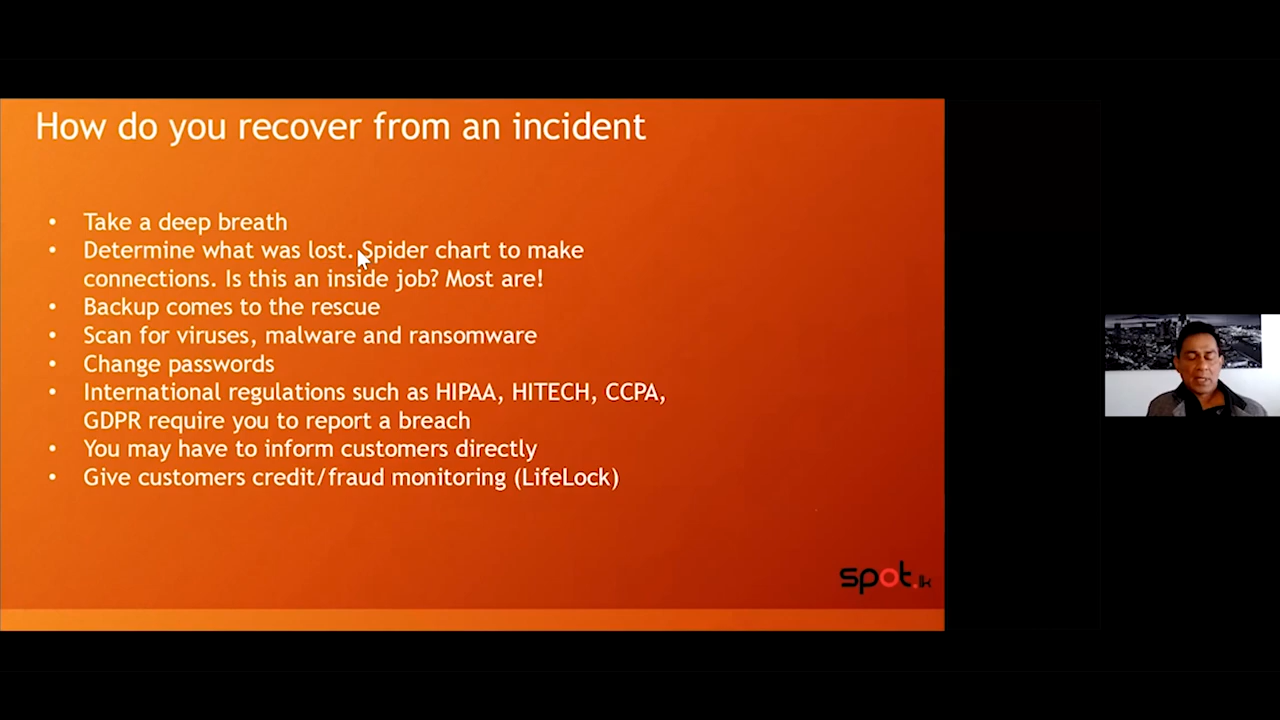 How do you recover from an incident
• Take a deep breath
• Determine what was lost. Spider chart to make
connections. Is this an inside job? Most are!
• Backup comes to the rescue
• Scan for viruses, malware and ransomware
• Change passwords
• International regulations such as HIPAA, HITECH, CCPA,
GDPR require you to report a breach
• You may have to inform customers directly
• Give customers credit/fraud monitoring (LifeLock)
spot.lk